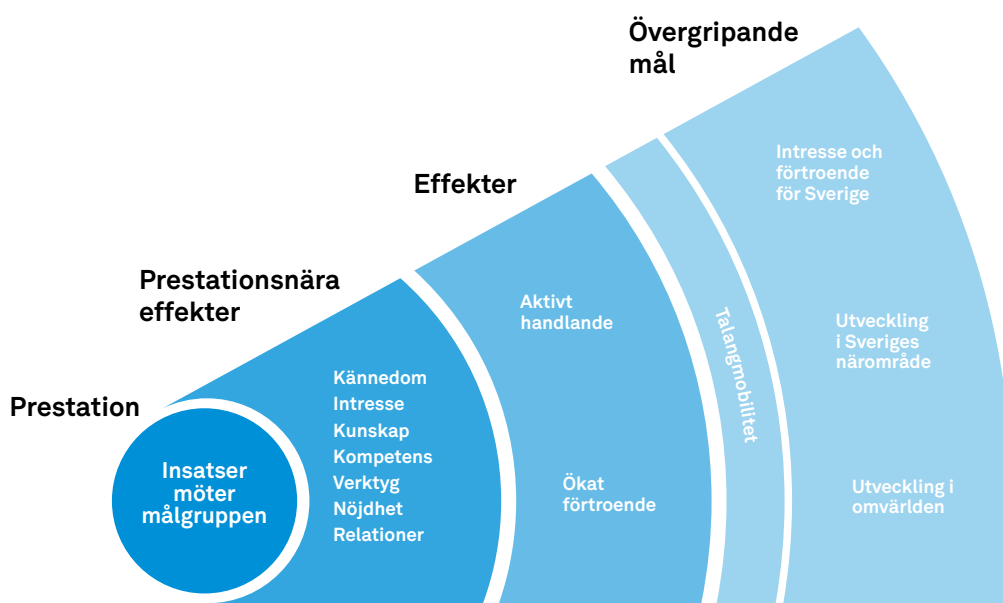 Prestation
Insatser
möter
målgruppen
Prestationsnära
effekter
Kännedom
Intresse
Kunskap
Kompetens
Verktyg
Nöjdhet
Relationer
Effekter
Aktivt
handlande
Ökat
förtroende
Övergripande
mål
Talangmobilitet
Intresse och
förtroende
för Sverige
Utveckling
i Sveriges
närområde
Utveckling i
omvärlden